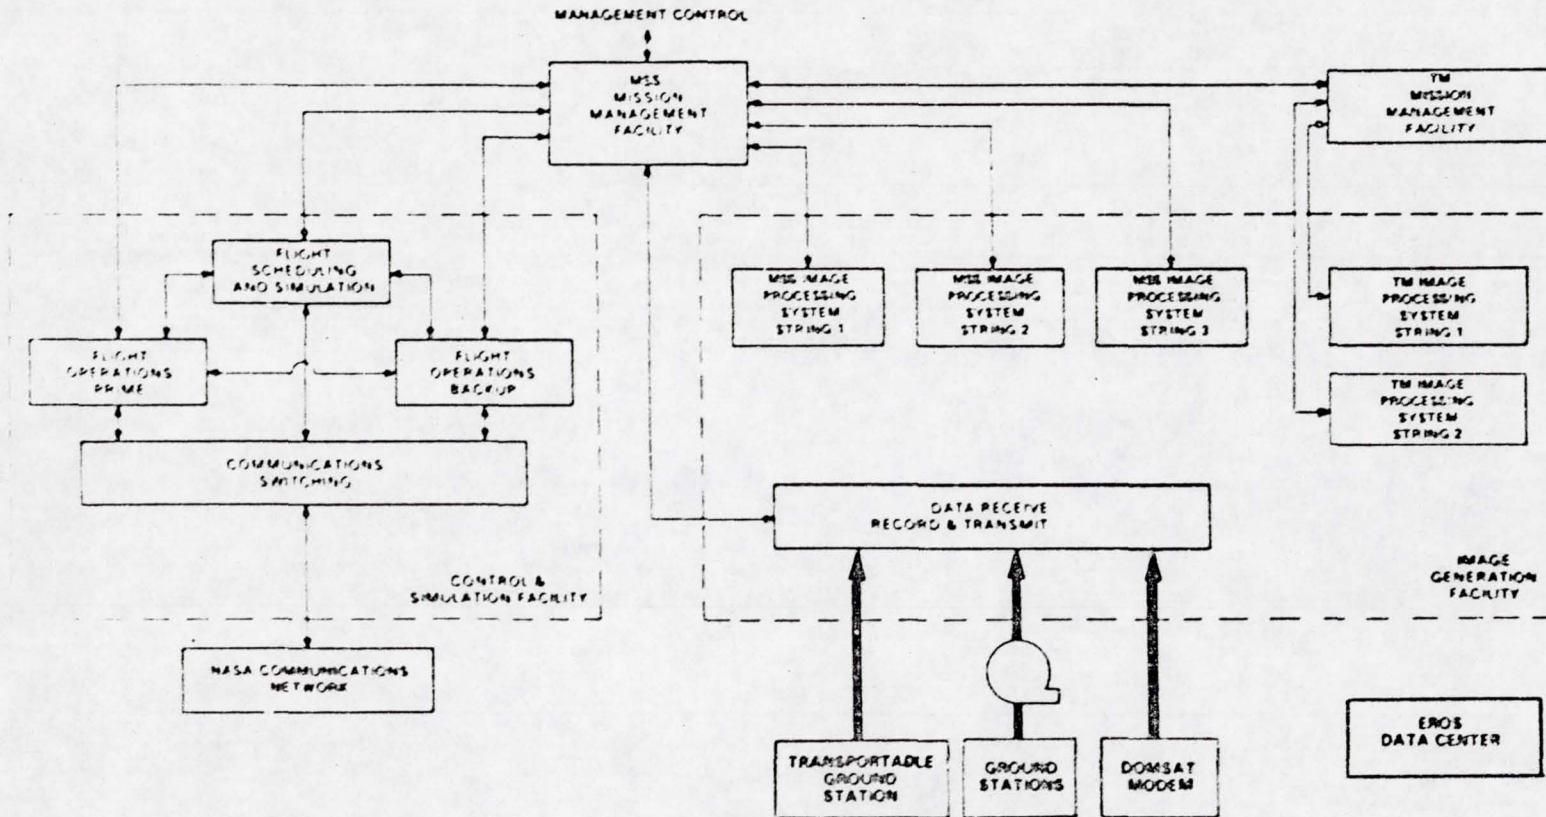 MANAGEMENT CONTROL
MSS
MISSION
MANAGEMENT
FACILITY
TM
MISSION
MANAGEMENT
FACILITY
FLIGHT
SCHEDULING
AND SIMULATION
MSS IMAGE
PROCESSING
SYSTEM
STRING 1
MSS IMAGE
PROCESSING
SYSTEM
STRING 2
MSS IMAGE
PROCESSING
SYSTEM
STRING 3
TM IMAGE
PROCESSING
SYSTEM
STRING 1
FLIGHT
OPERATIONS
PRIME
FLIGHT
OPERATIONS
BACKUP
TM IMAGE
PROCESSING
SYSTEM
STRING 2
COMMUNICATIONS
SWITCHING
DATA RECEIVE
RECORD & TRANSMIT
CONTROL &
SIMULATION FACILITY
IMAGE
GENERATION
FACILITY
NASA COMMUNICATIONS
NETWORK
TRANSPORTABLE
GROUND
STATION
GROUND
STATIONS
DOMSAT
MODEM
EROS
DATA CENTER